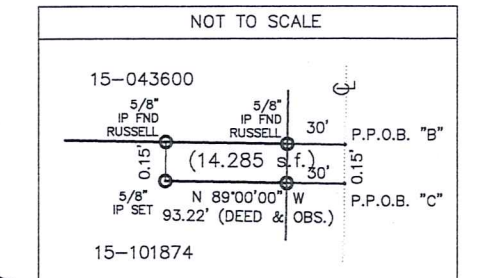 NOT TO SCALE
15-043600
5/8"
IP FND
RUSSELL
5/8"
IP FND
RUSSELL
30'
℄
P.P.O.B. "B"
0.15'
(14.285 s.f.)
30'
0.15'
5/8"
IP SET
N 89°00'00" W
93.22' (DEED & OBS.)
P.P.O.B. "C"
15-101874